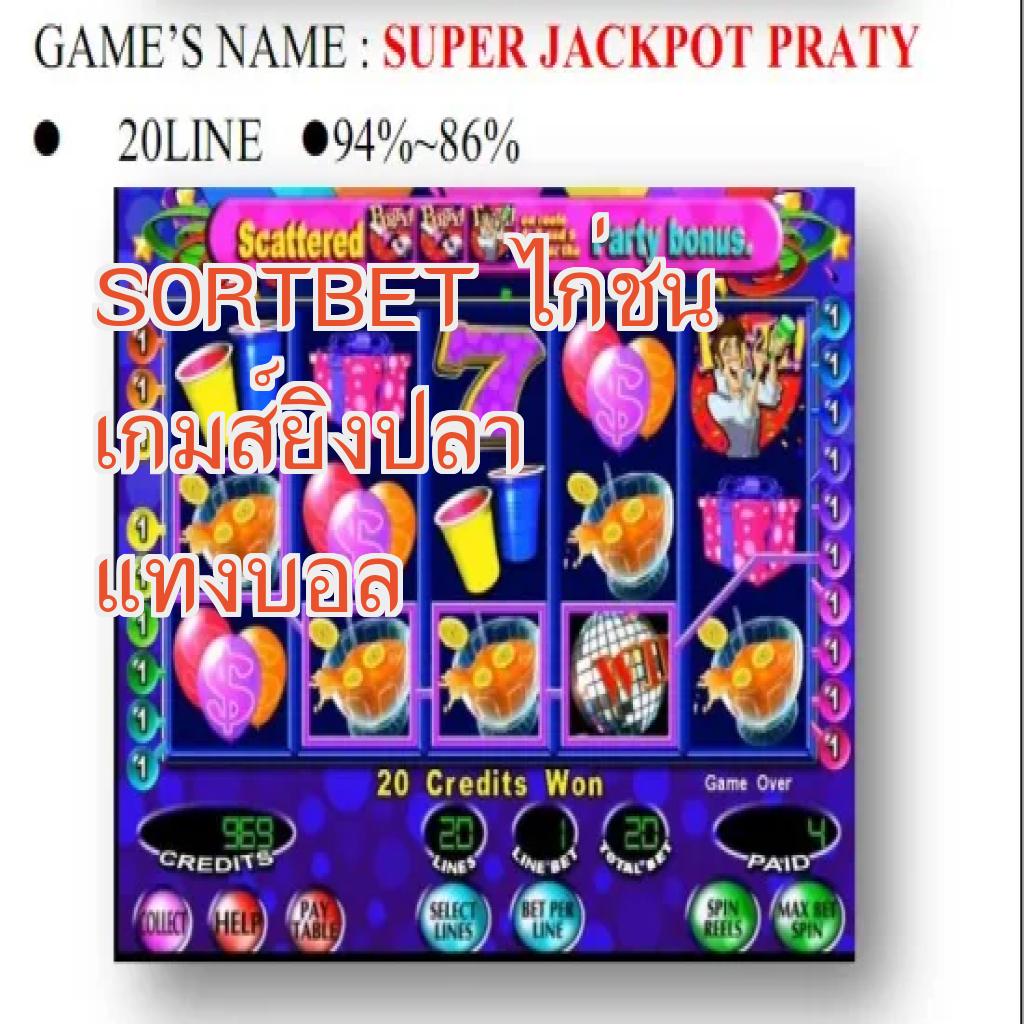 GAME'S NAME : SUPER JACKPOT PRATY
● 20LINE ●94%~86%
Scattered
Party bonus.
SORTBET ไก่ชน
เกมส์ยิงปลา
แทงบอล
20 Credits Won
Game Over
969
20
1
20
4
CREDITS
LINES
LINE BET
TOTAL BET
PAID
COLLECT
HELP
PAY TABLE
SELECT LINES
BET PER LINE
SPIN REELS
MAX BET SPIN